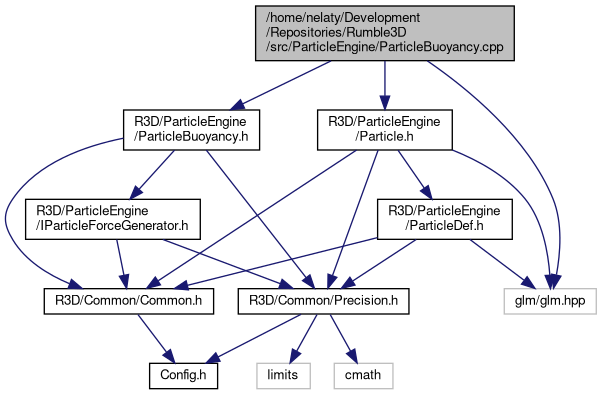 /home/nelaty/Development
/Repositories/Rumble3D
/src/ParticleEngine/ParticleBuoyancy.cpp
R3D/ParticleEngine
/ParticleBuoyancy.h
R3D/ParticleEngine
/Particle.h
R3D/ParticleEngine
/IParticleForceGenerator.h
R3D/ParticleEngine
/ParticleDef.h
R3D/Common/Common.h
R3D/Common/Precision.h
glm/glm.hpp
Config.h
limits
cmath